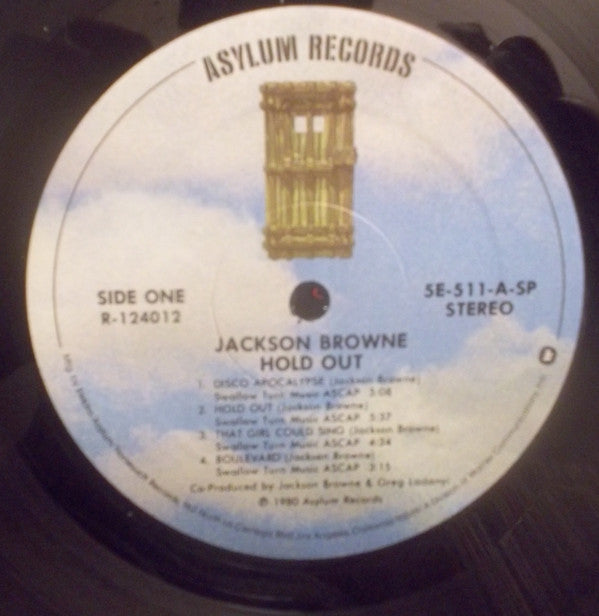 ASYLUM RECORDS
SIDE ONE
R-124012
5E-511-A-SP
STEREO
JACKSON BROWNE
HOLD OUT
1. DISCO APOCALYPSE (Jackson Browne)
Swallow Turn Music ASCAP 5:08
2. HOLD OUT (Jackson Browne)
Swallow Turn Music ASCAP 5:37
3. THAT GIRL COULD SING (Jackson Browne)
Swallow Turn Music ASCAP 4:34
4. BOULEVARD (Jackson Browne)
Swallow Turn Music ASCAP 3:15
Co-Produced by Jackson Browne & Greg Ladanyi
℗ 1980 Asylum Records